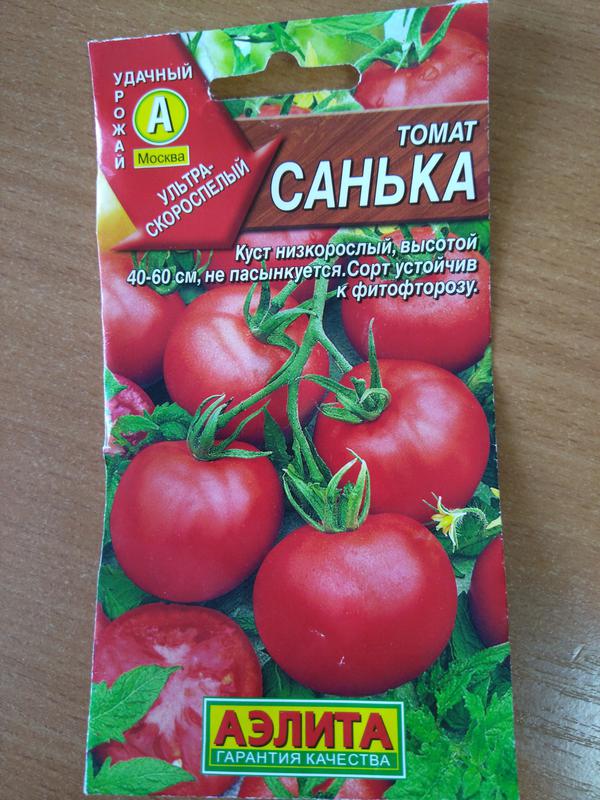 УДАЧНЫЙ
УРОЖАЙ
А
Москва
УЛЬТРА-
СКОРОСПЕЛЫЙ
ТОМАТ
САНЬКА
Куст низкорослый, высотой
40-60 см, не пасынкуется.Сорт устойчив
к фитофторозу.
АЭЛИТА
ГАРАНТИЯ КАЧЕСТВА